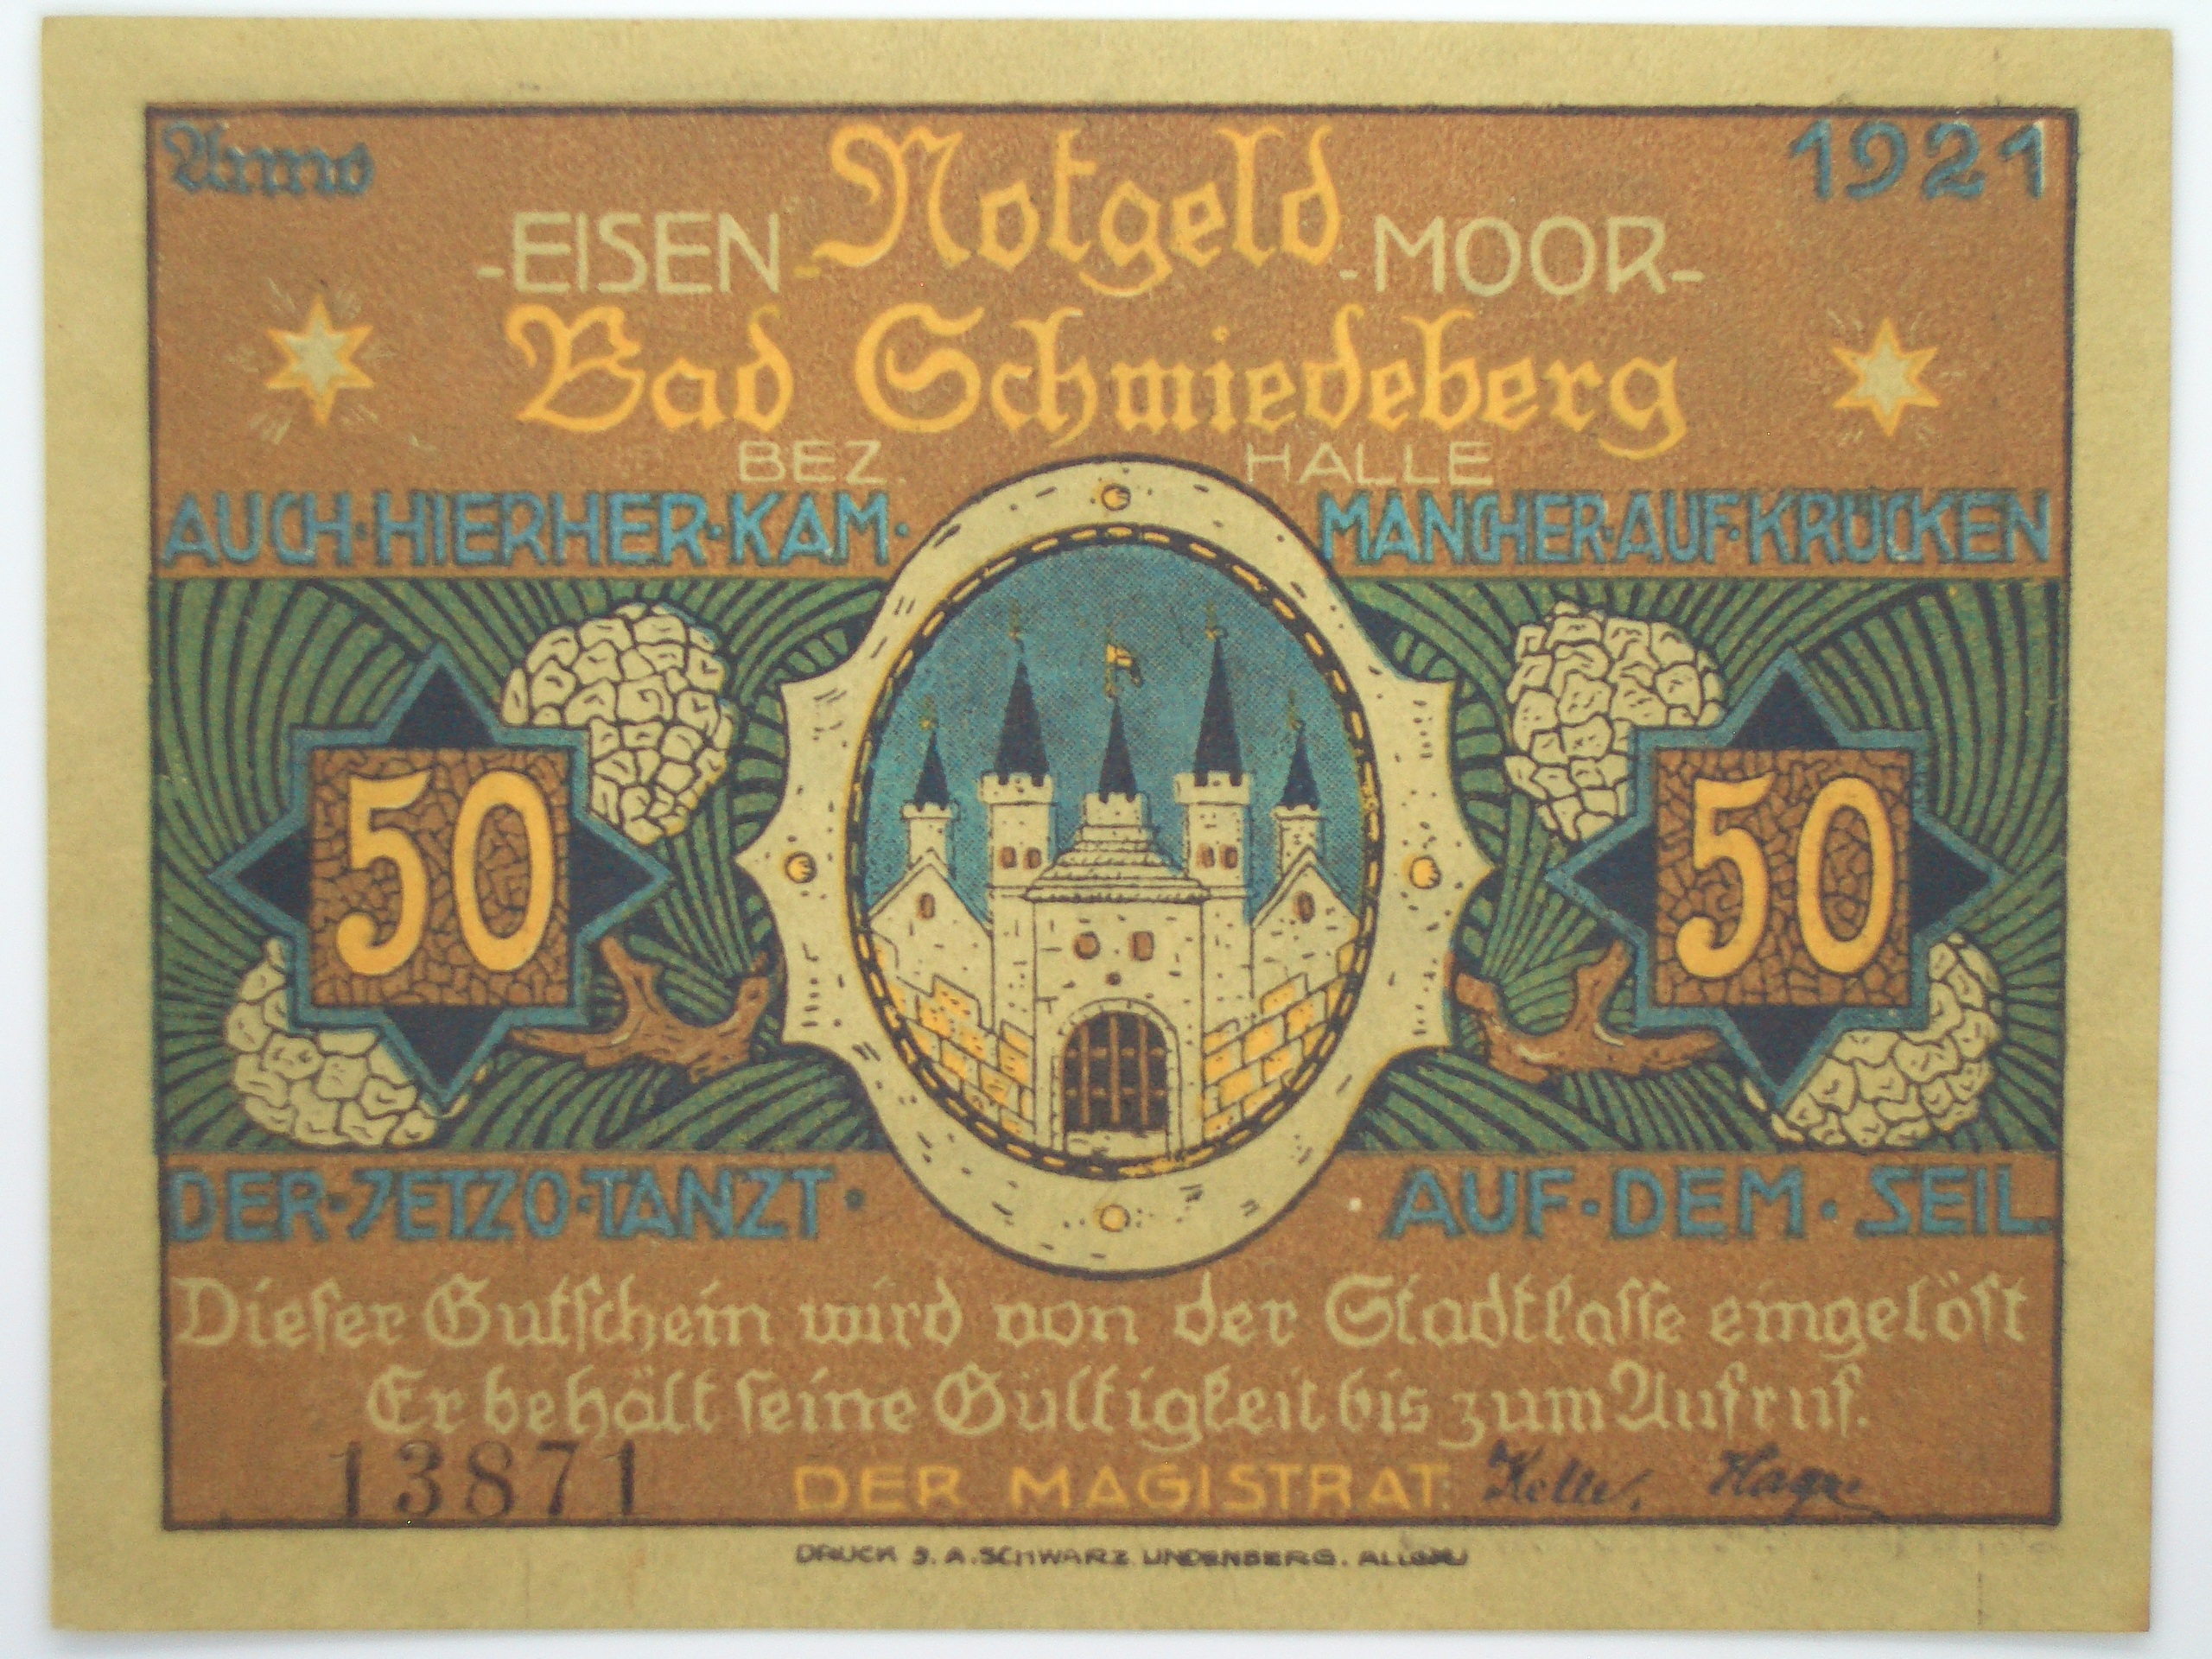 Anno 1921
Notgeld
-EISEN- -MOOR-
Bad Schmiedeberg
BEZ. HALLE
AUCH·HIERHER·KAM· MANCHER·AUF·KRÜCKEN
50 50
DER·JETZO·TANZT· ·AUF·DEM·SEIL.
Dieser Gutschein wird von der Stadtkasse eingelöst
Er behält seine Gültigkeit bis zum Aufruf.
13871 DER MAGISTRAT:
DRUCK J. A. SCHWARZ. LINDENBERG. ALLGÄU